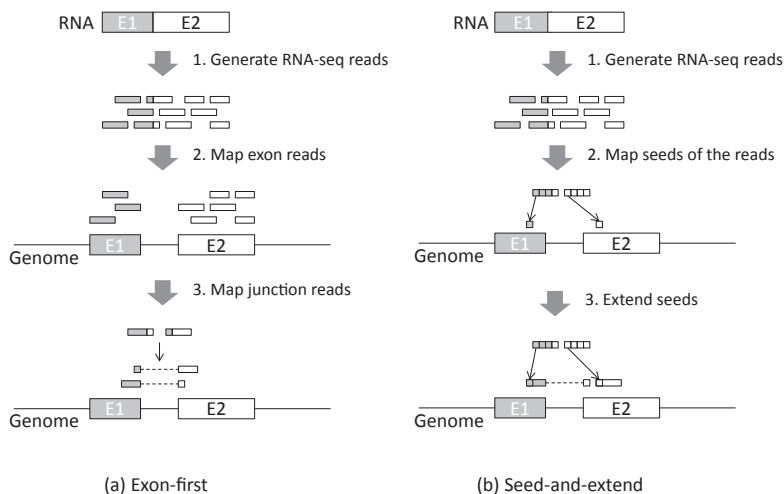 RNA E1 E2
1. Generate RNA-seq reads
2. Map exon reads
E1 E2
Genome
3. Map junction reads
E1 E2
Genome
(a) Exon-first
RNA E1 E2
1. Generate RNA-seq reads
2. Map seeds of the reads
E1 E2
Genome
3. Extend seeds
E1 E2
Genome
(b) Seed-and-extend